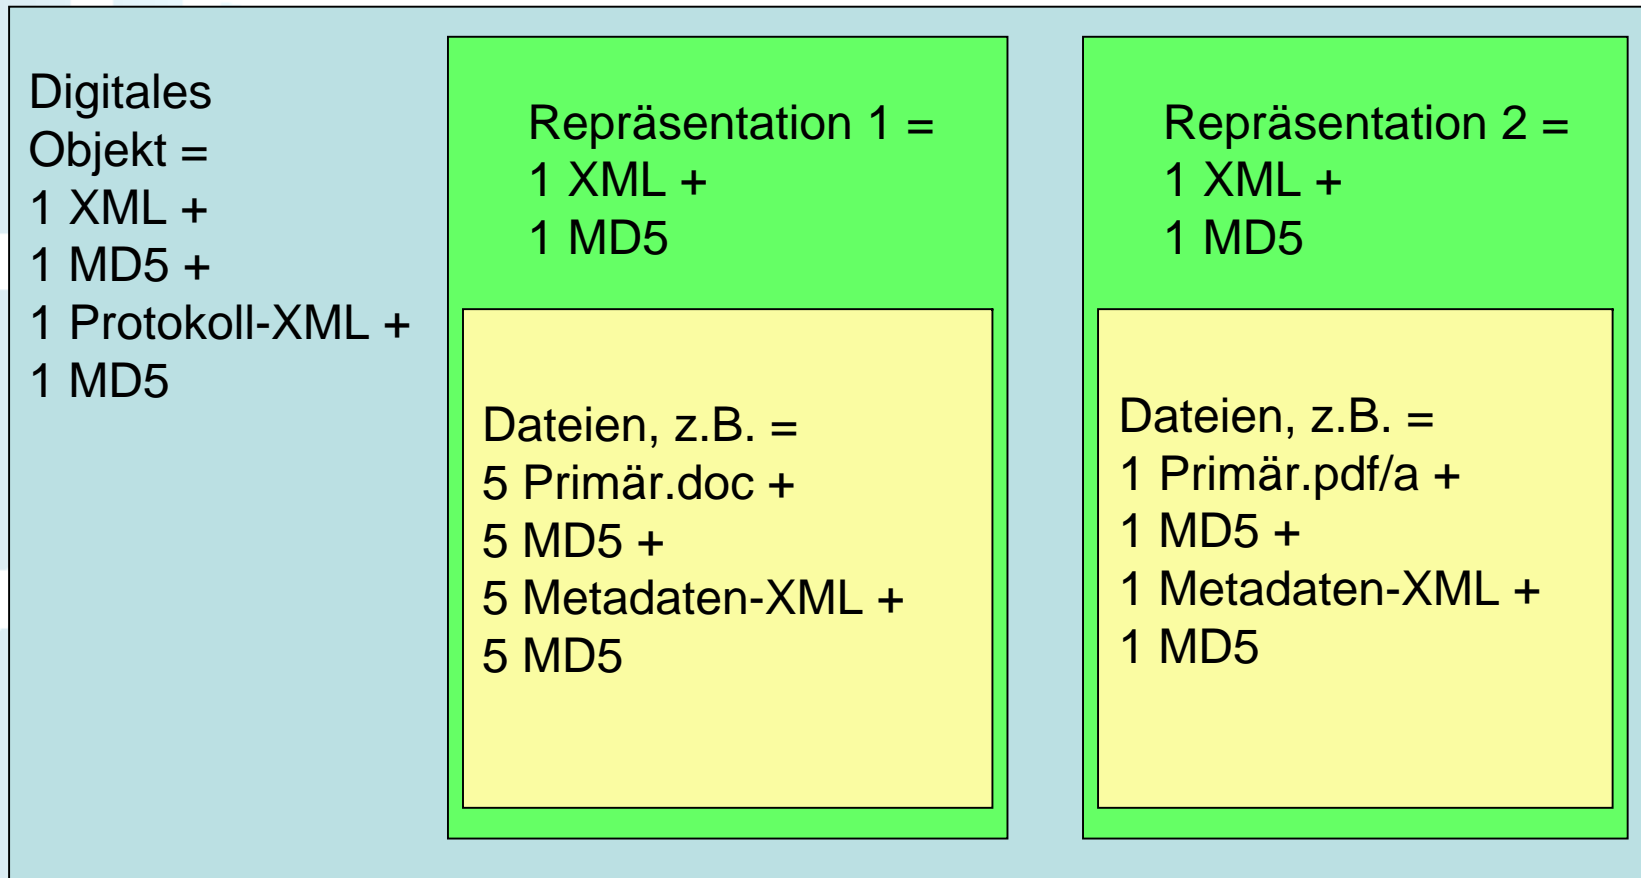 Digitales
Objekt =
1 XML +
1 MD5 +
1 Protokoll-XML +
1 MD5
Repräsentation 1 =
1 XML +
1 MD5
Dateien, z.B. =
5 Primär.doc +
5 MD5 +
5 Metadaten-XML +
5 MD5
Repräsentation 2 =
1 XML +
1 MD5
Dateien, z.B. =
1 Primär.pdf/a +
1 MD5 +
1 Metadaten-XML +
1 MD5